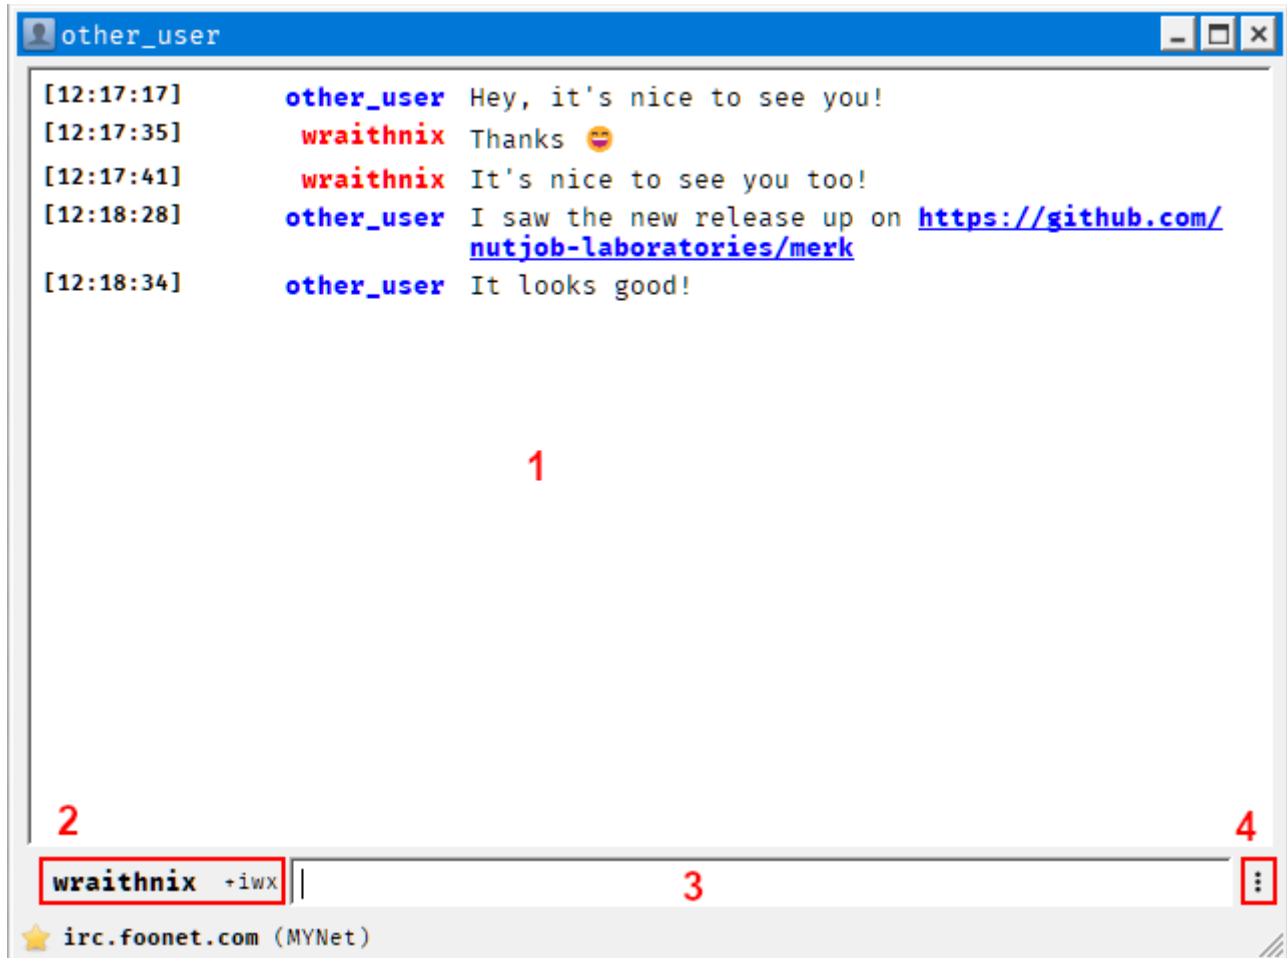 other_user
[12:17:17] other_user Hey, it's nice to see you!
[12:17:35] wraithnix Thanks 😄
[12:17:41] wraithnix It's nice to see you too!
[12:18:28] other_user I saw the new release up on https://github.com/
nutjob-laboratories/merk
[12:18:34] other_user It looks good!
1
2
4
wraithnix +iwx
3
irc.foonet.com (MYNet)